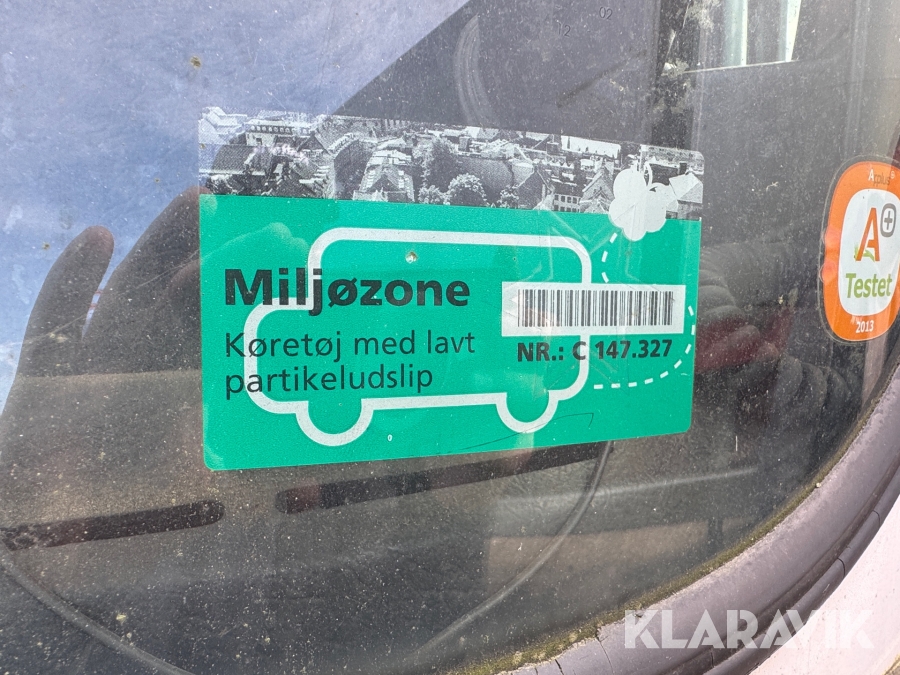 Miljøzone
Køretøj med lavt
partikeludslip
NR.: C 147.327
A+
Testet
2013
KLARAVIK